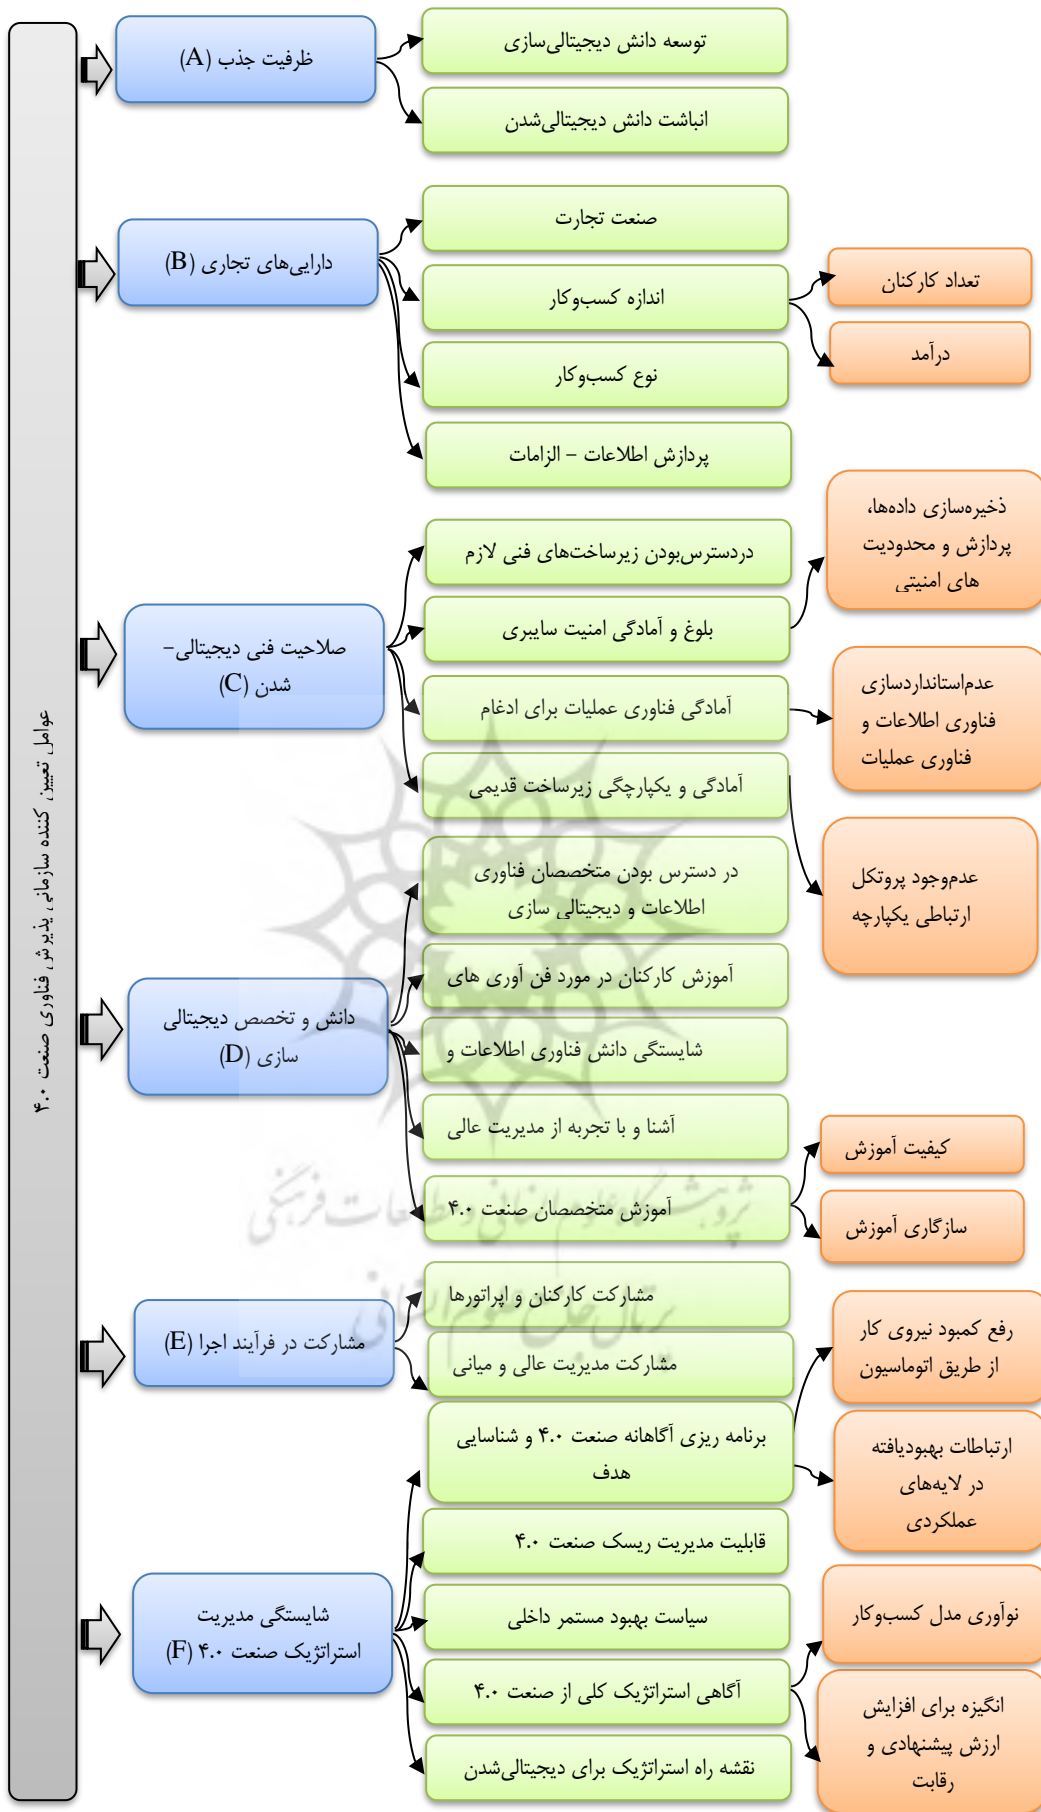 عوامل تعیین کننده سازمانی پذیرش فناوری صنعت ۴.۰
ظرفیت جذب (A)
توسعه دانش دیجیتالی‌سازی
انباشت دانش دیجیتالی‌شدن
دارایی‌های تجاری (B)
صنعت تجارت
اندازه کسب‌وکار
تعداد کارکنان
درآمد
نوع کسب‌وکار
پردازش اطلاعات – الزامات
صلاحیت فنی دیجیتالی-
شدن (C)
دردسترس‌بودن زیرساخت‌های فنی لازم
بلوغ و آمادگی امنیت سایبری
ذخیره‌سازی داده‌ها،
پردازش و محدودیت
های امنیتی
آمادگی فناوری عملیات برای ادغام
عدم‌استانداردسازی
فناوری اطلاعات و
فناوری عملیات
آمادگی و یکپارچگی زیرساخت قدیمی
عدم‌وجود پروتکل
ارتباطی یکپارچه
دانش و تخصص دیجیتالی
سازی (D)
در دسترس بودن متخصصان فناوری
اطلاعات و دیجیتالی سازی
آموزش کارکنان در مورد فن آوری های
شایستگی دانش فناوری اطلاعات و
آشنا و با تجربه از مدیریت عالی
آموزش متخصصان صنعت ۴.۰
کیفیت آموزش
سازگاری آموزش
مشارکت در فرآیند اجرا (E)
مشارکت کارکنان و اپراتورها
مشارکت مدیریت عالی و میانی
شایستگی مدیریت
استراتژیک صنعت ۴.۰ (F)
برنامه ریزی آگاهانه صنعت ۴.۰ و شناسایی
هدف
رفع کمبود نیروی کار
از طریق اتوماسیون
ارتباطات بهبودیافته
در لایه‌های
عملکردی
قابلیت مدیریت ریسک صنعت ۴.۰
سیاست بهبود مستمر داخلی
آگاهی استراتژیک کلی از صنعت ۴.۰
نوآوری مدل کسب‌وکار
انگیزه برای افزایش
ارزش پیشنهادی و
رقابت
نقشه راه استراتژیک برای دیجیتالی‌شدن
پژوهشگاه علوم انسانی و مطالعات فرهنگی
پرتال جامع علوم انسانی